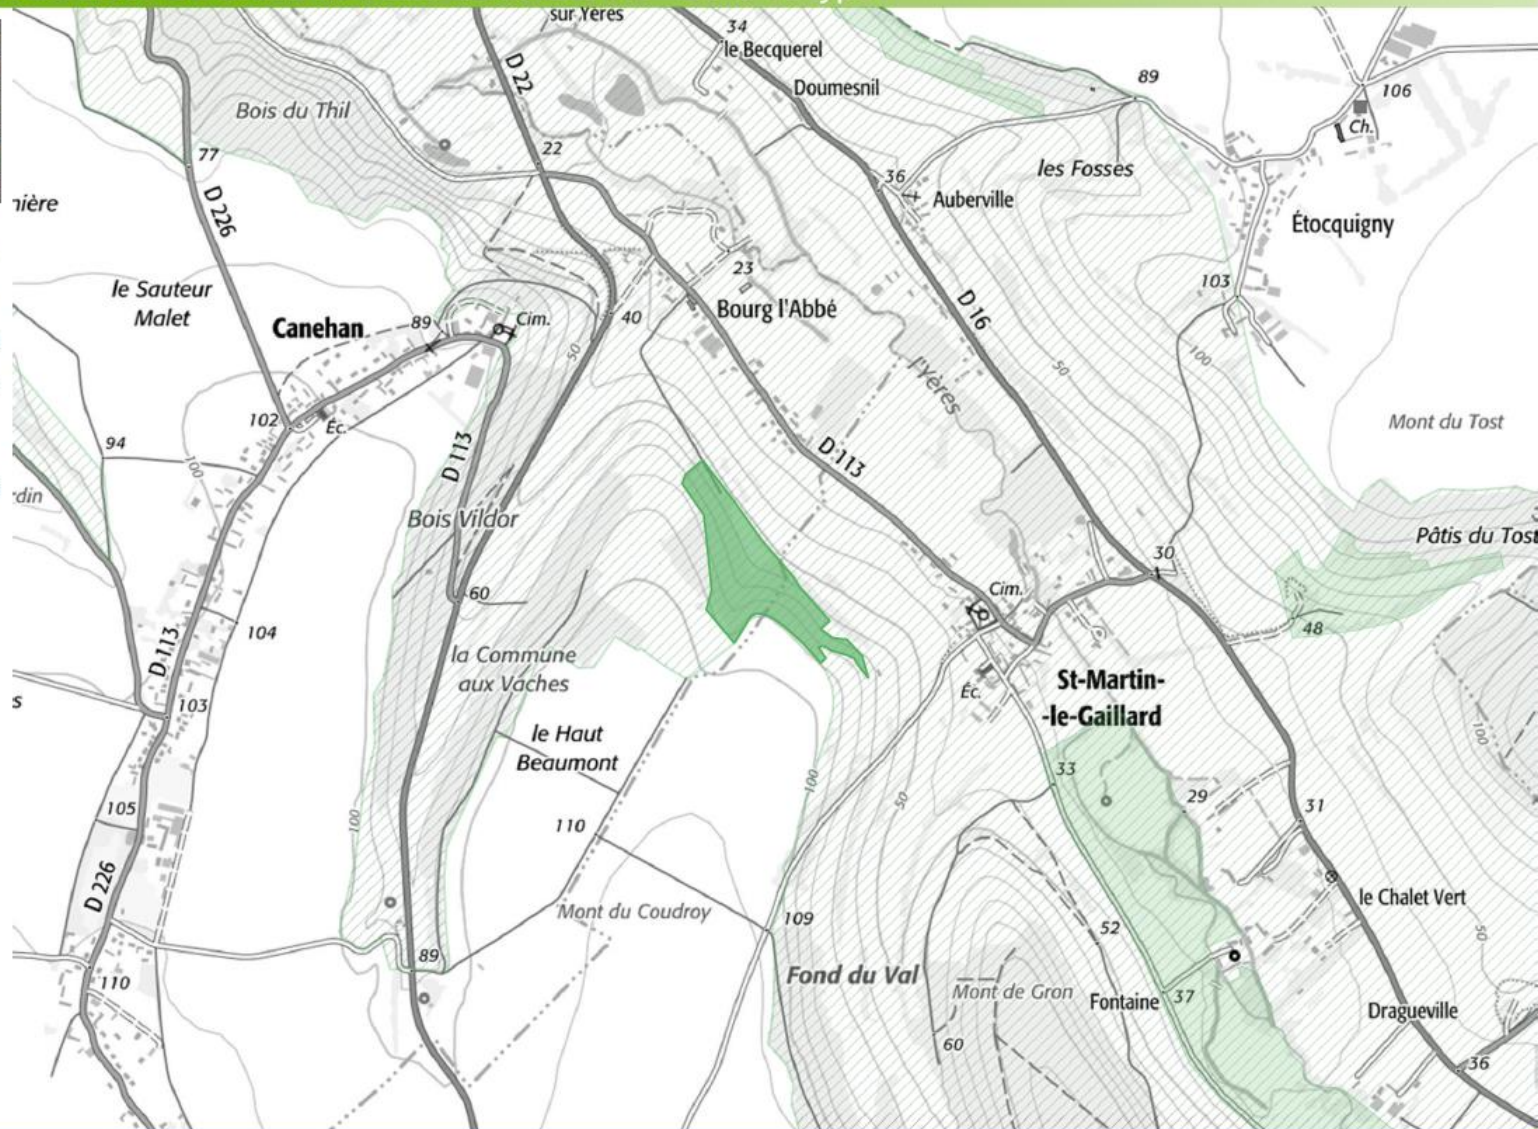 sur Yères
34
le Becquerel
D 22
Doumesnil
89
106
Bois du Thil
Ch.
22
77
les Fosses
36
Auberville
D 226
nière
Étocquigny
23
103
le Sauteur
Malet
Bourg l'Abbé
D 16
Canehan
89
Cim.
40
50
100
50
l'Yères
102
Éc.
Mont du Tost
94
100
D 113
D 113
rdin
Bois Vildor
Pâtis du Tost
30
60
Cim.
104
48
D 113
la Commune
aux Vaches
Éc.
St-Martin-
-le-Gaillard
103
s
le Haut
Beaumont
100
33
100
29
50
31
105
100
110
D 226
le Chalet Vert
Mont du Coudroy
109
52
50
89
Fond du Val
110
Mont de Gron
Fontaine
37
Dragueville
60
36